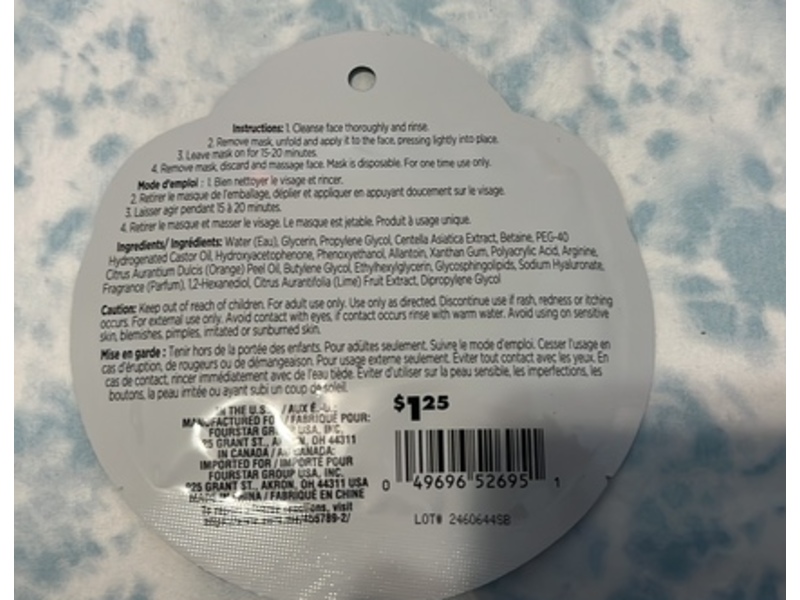 Instructions: 1. Cleanse face thoroughly and rinse.
2. Remove mask, unfold and apply it to the face, pressing lightly into place.
3. Leave mask on for 15-20 minutes.
4. Remove mask, discard and massage face. Mask is disposable. For one time use only.
Mode d'emploi : 1. Bien nettoyer le visage et rincer.
2. Retirer le masque de l'emballage, déplier et appliquer en appuyant doucement sur le visage.
3. Laisser agir pendant 15 à 20 minutes.
4. Retirer le masque et masser le visage. Le masque est jetable. Produit à usage unique.
Ingredients/ Ingrédients: Water (Eau), Glycerin, Propylene Glycol, Centella Asiatica Extract, Betaine, PEG-40
Hydrogenated Castor Oil, Hydroxyacetophenone, Phenoxyethanol, Allantoin, Xanthan Gum, Polyacrylic Acid, Arginine,
Citrus Aurantium Dulcis (Orange) Peel Oil, Butylene Glycol, Ethylhexylglycerin, Glycosphingolipids, Sodium Hyaluronate,
Fragrance (Parfum), 1,2-Hexanediol, Citrus Aurantifolia (Lime) Fruit Extract, Dipropylene Glycol
Caution: Keep out of reach of children. For adult use only. Use only as directed. Discontinue use if rash, redness or itching
occurs. For external use only. Avoid contact with eyes, if contact occurs rinse with warm water. Avoid using on sensitive
skin, blemishes, pimples, irritated or sunburned skin.
Mise en garde : Tenir hors de la portée des enfants. Pour adultes seulement. Suivre le mode d'emploi. Cesser l'usage en
cas d'éruption, de rougeurs ou de démangeaison. Pour usage externe seulement. Éviter tout contact avec les yeux. En
cas de contact, rincer immédiatement avec de l'eau tiède. Éviter d'utiliser sur la peau sensible, les imperfections, les
boutons, la peau irritée ou ayant subi un coup de soleil.
IN THE U.S. / AUX
MANUFACTURED FOR / FABRIQUÉ POUR:
FOURSTAR USA, INC.
GRANT ST., OH 44311
IN CANADA / CANADA:
IMPORTED FOR / IMPORTÉ POUR
FOURSTAR GROUP USA, INC.
925 GRANT ST., AKRON, OH 44311 USA
MADE IN CHINA / FABRIQUÉ EN CHINE
visit
$1 25
0 49696 52695 1
LOT# 2460644SB